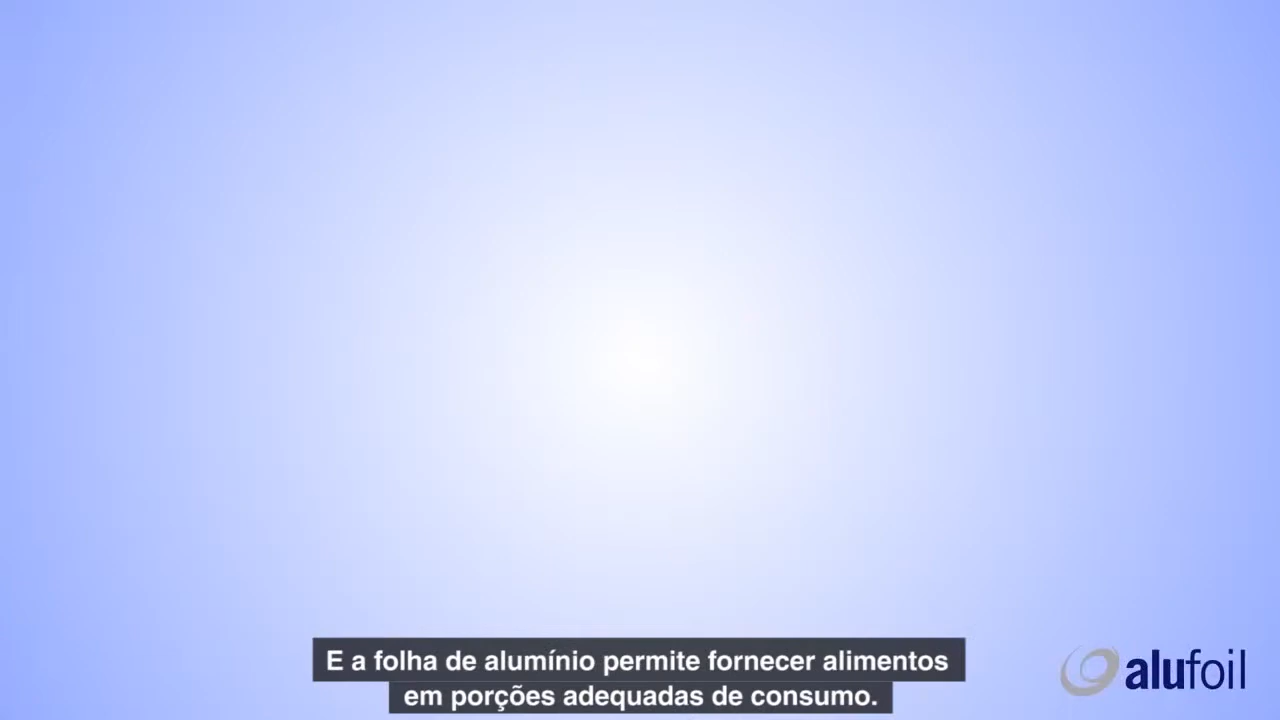 E a folha de alumínio permite fornecer alimentos
em porções adequadas de consumo.
alufoil